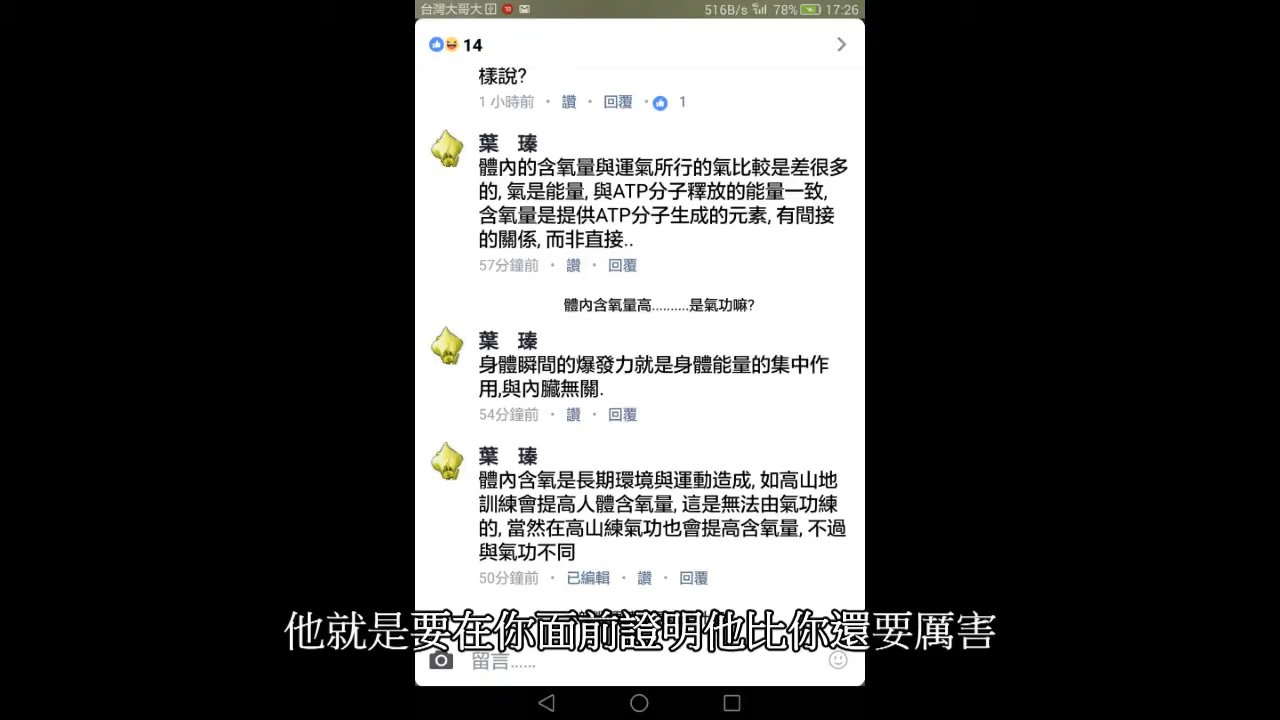 台灣大哥大 516B/s 78% 17:26
14
樣說?
1 小時前 · 讚 · 回覆 · 1
葉 瑧
體內的含氧量與運氣所行的氣比較是差很多
的, 氣是能量, 與ATP分子釋放的能量一致,
含氧量是提供ATP分子生成的元素, 有間接
的關係, 而非直接..
57分鐘前 · 讚 · 回覆
體內含氧量高.........是氣功嘛?
葉 瑧
身體瞬間的爆發力就是身體能量的集中作
用,與內臟無關.
54分鐘前 · 讚 · 回覆
葉 瑧
體內含氧是長期環境與運動造成, 如高山地
訓練會提高人體含氧量, 這是無法由氣功練
的, 當然在高山練氣功也會提高含氧量, 不過
與氣功不同
50分鐘前 · 已編輯 · 讚 · 回覆
他就是要在你面前證明他比你還要厲害
留言......